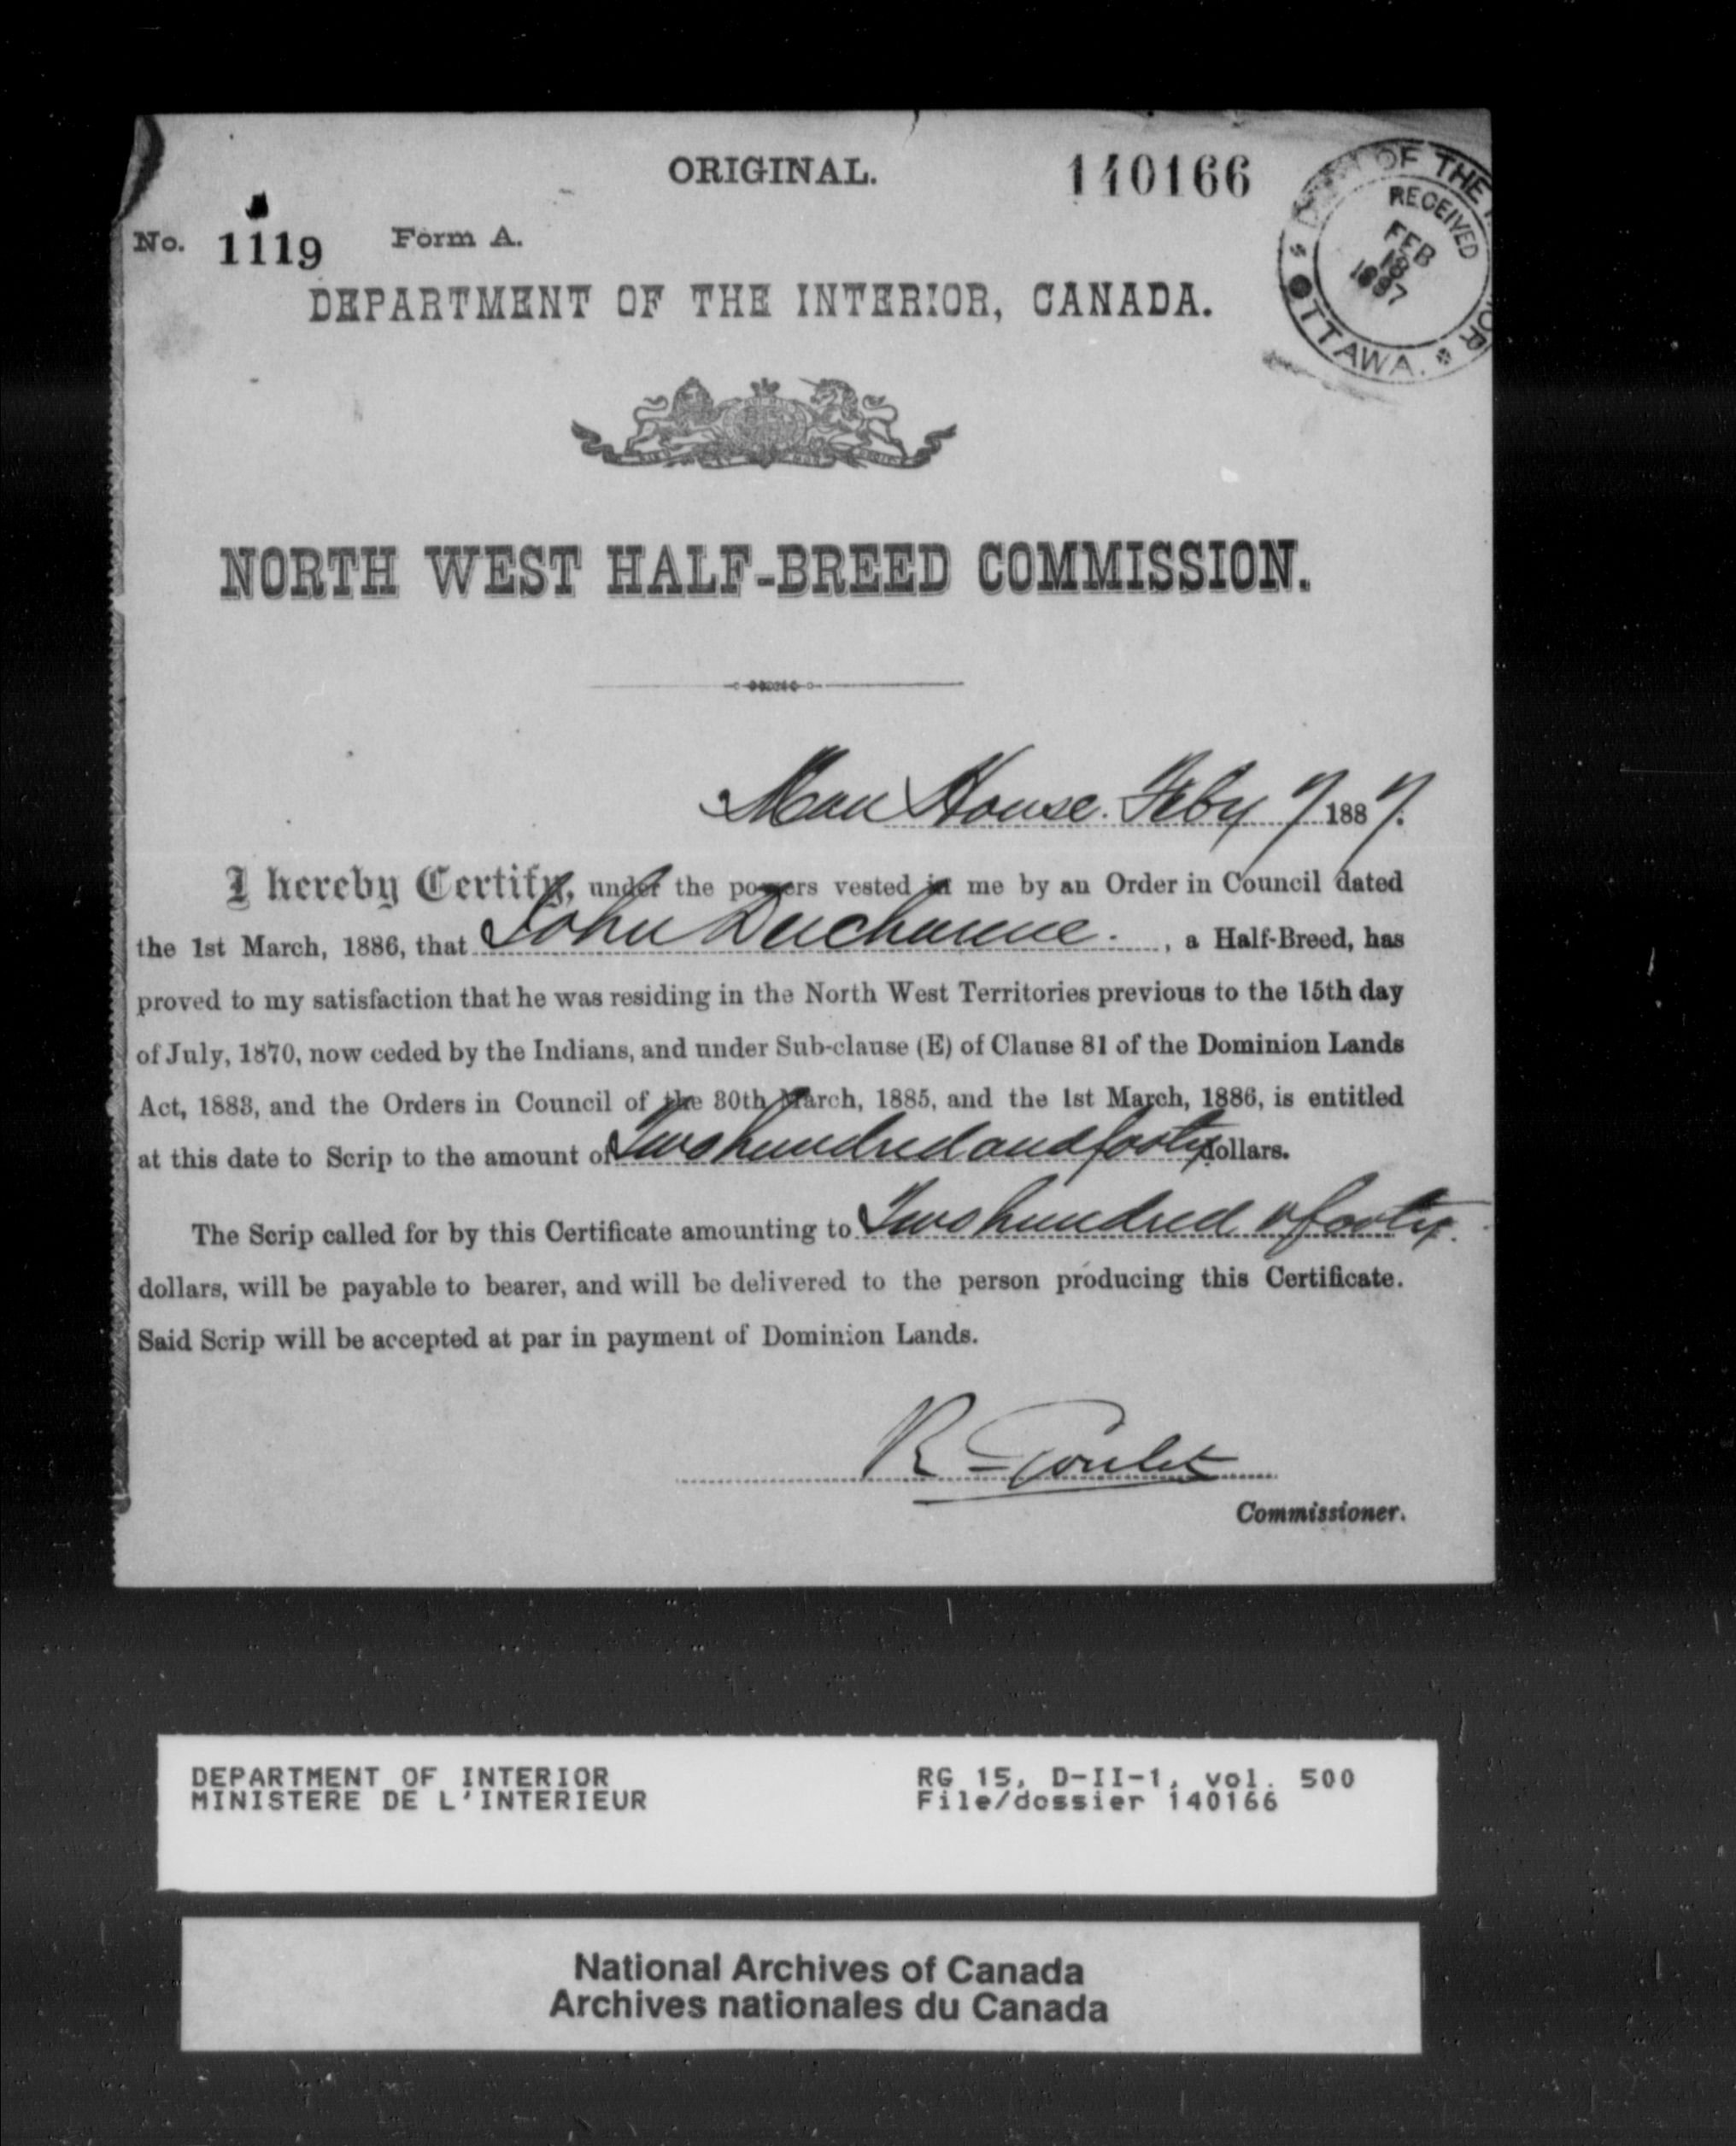 ORIGINAL.
140166
DEPT OF THE INTERIOR
RECEIVED
FEB
18
1887
OTTAWA.
No. 1119 Form A.
DEPARTMENT OF THE INTERIOR, CANADA.
NORTH WEST HALF-BREED COMMISSION.
House. Feby 7 1887.
I hereby Certify, under the powers vested in me by an Order in Council dated
the 1st March, 1886, that John Ducharme, a Half-Breed, has
proved to my satisfaction that he was residing in the North West Territories previous to the 15th day
of July, 1870, now ceded by the Indians, and under Sub-clause (E) of Clause 81 of the Dominion Lands
Act, 1883, and the Orders in Council of the 30th March, 1885, and the 1st March, 1886, is entitled
at this date to Scrip to the amount of Two hundred and forty dollars.
The Scrip called for by this Certificate amounting to Two hundred & forty.
dollars, will be payable to bearer, and will be delivered to the person producing this Certificate.
Said Scrip will be accepted at par in payment of Dominion Lands.
R Goulet
Commissioner.
DEPARTMENT OF INTERIOR
MINISTERE DE L'INTERIEUR
RG 15, D-II-1, vol. 500
File/dossier 140166
National Archives of Canada
Archives nationales du Canada